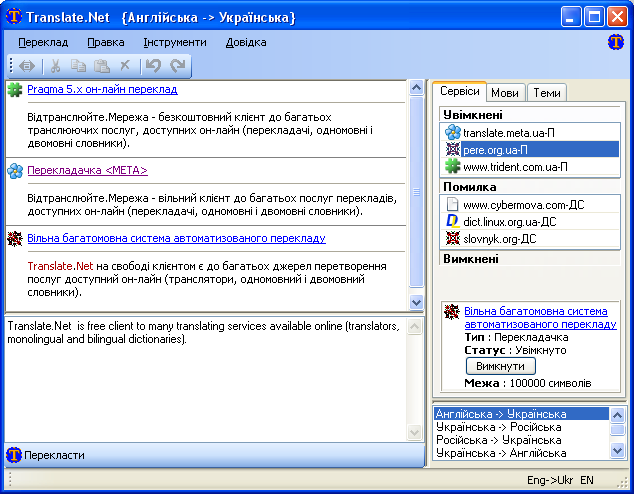 Translate.Net {Англійська -> Українська}
Переклад Правка Інструменти Довідка
Pragma 5.x он-лайн переклад
Відтранслюйте.Мережа - безкоштовний клієнт до багатьох
транслюючих послуг, доступних он-лайн (перекладачі, одномовні і
двомовні словники).
Перекладачка <META>
Відтранслюйте.Мережа - вільний клієнт до багатьох послуг перекладів,
доступних он-лайн (перекладачі, одномовні і двомовні словники).
Вільна багатомовна система автоматизованого перекладу
Translate.Net на свободі клієнтом є до багатьох джерел перетворення
послуг доступний он-лайн (транслятори, одномовний і двомовний
словники).
Translate.Net is free client to many translating services available online (translators,
monolingual and bilingual dictionaries).
Перекласти
Сервіси Мови Теми
Увімкнені
translate.meta.ua-П
pere.org.ua-П
www.trident.com.ua-П
Помилка
www.cybermova.com-ДС
dict.linux.org.ua-ДС
slovnyk.org-ДС
Вимкнені
Вільна багатомовна система
автоматизованого перекладу
Тип : Перекладачка
Статус : Увімкнуто
Вимкнути
Межа : 100000 символів
Англійська -> Українська
Українська -> Російська
Російська -> Українська
Українська -> Англійська
Eng->Ukr EN